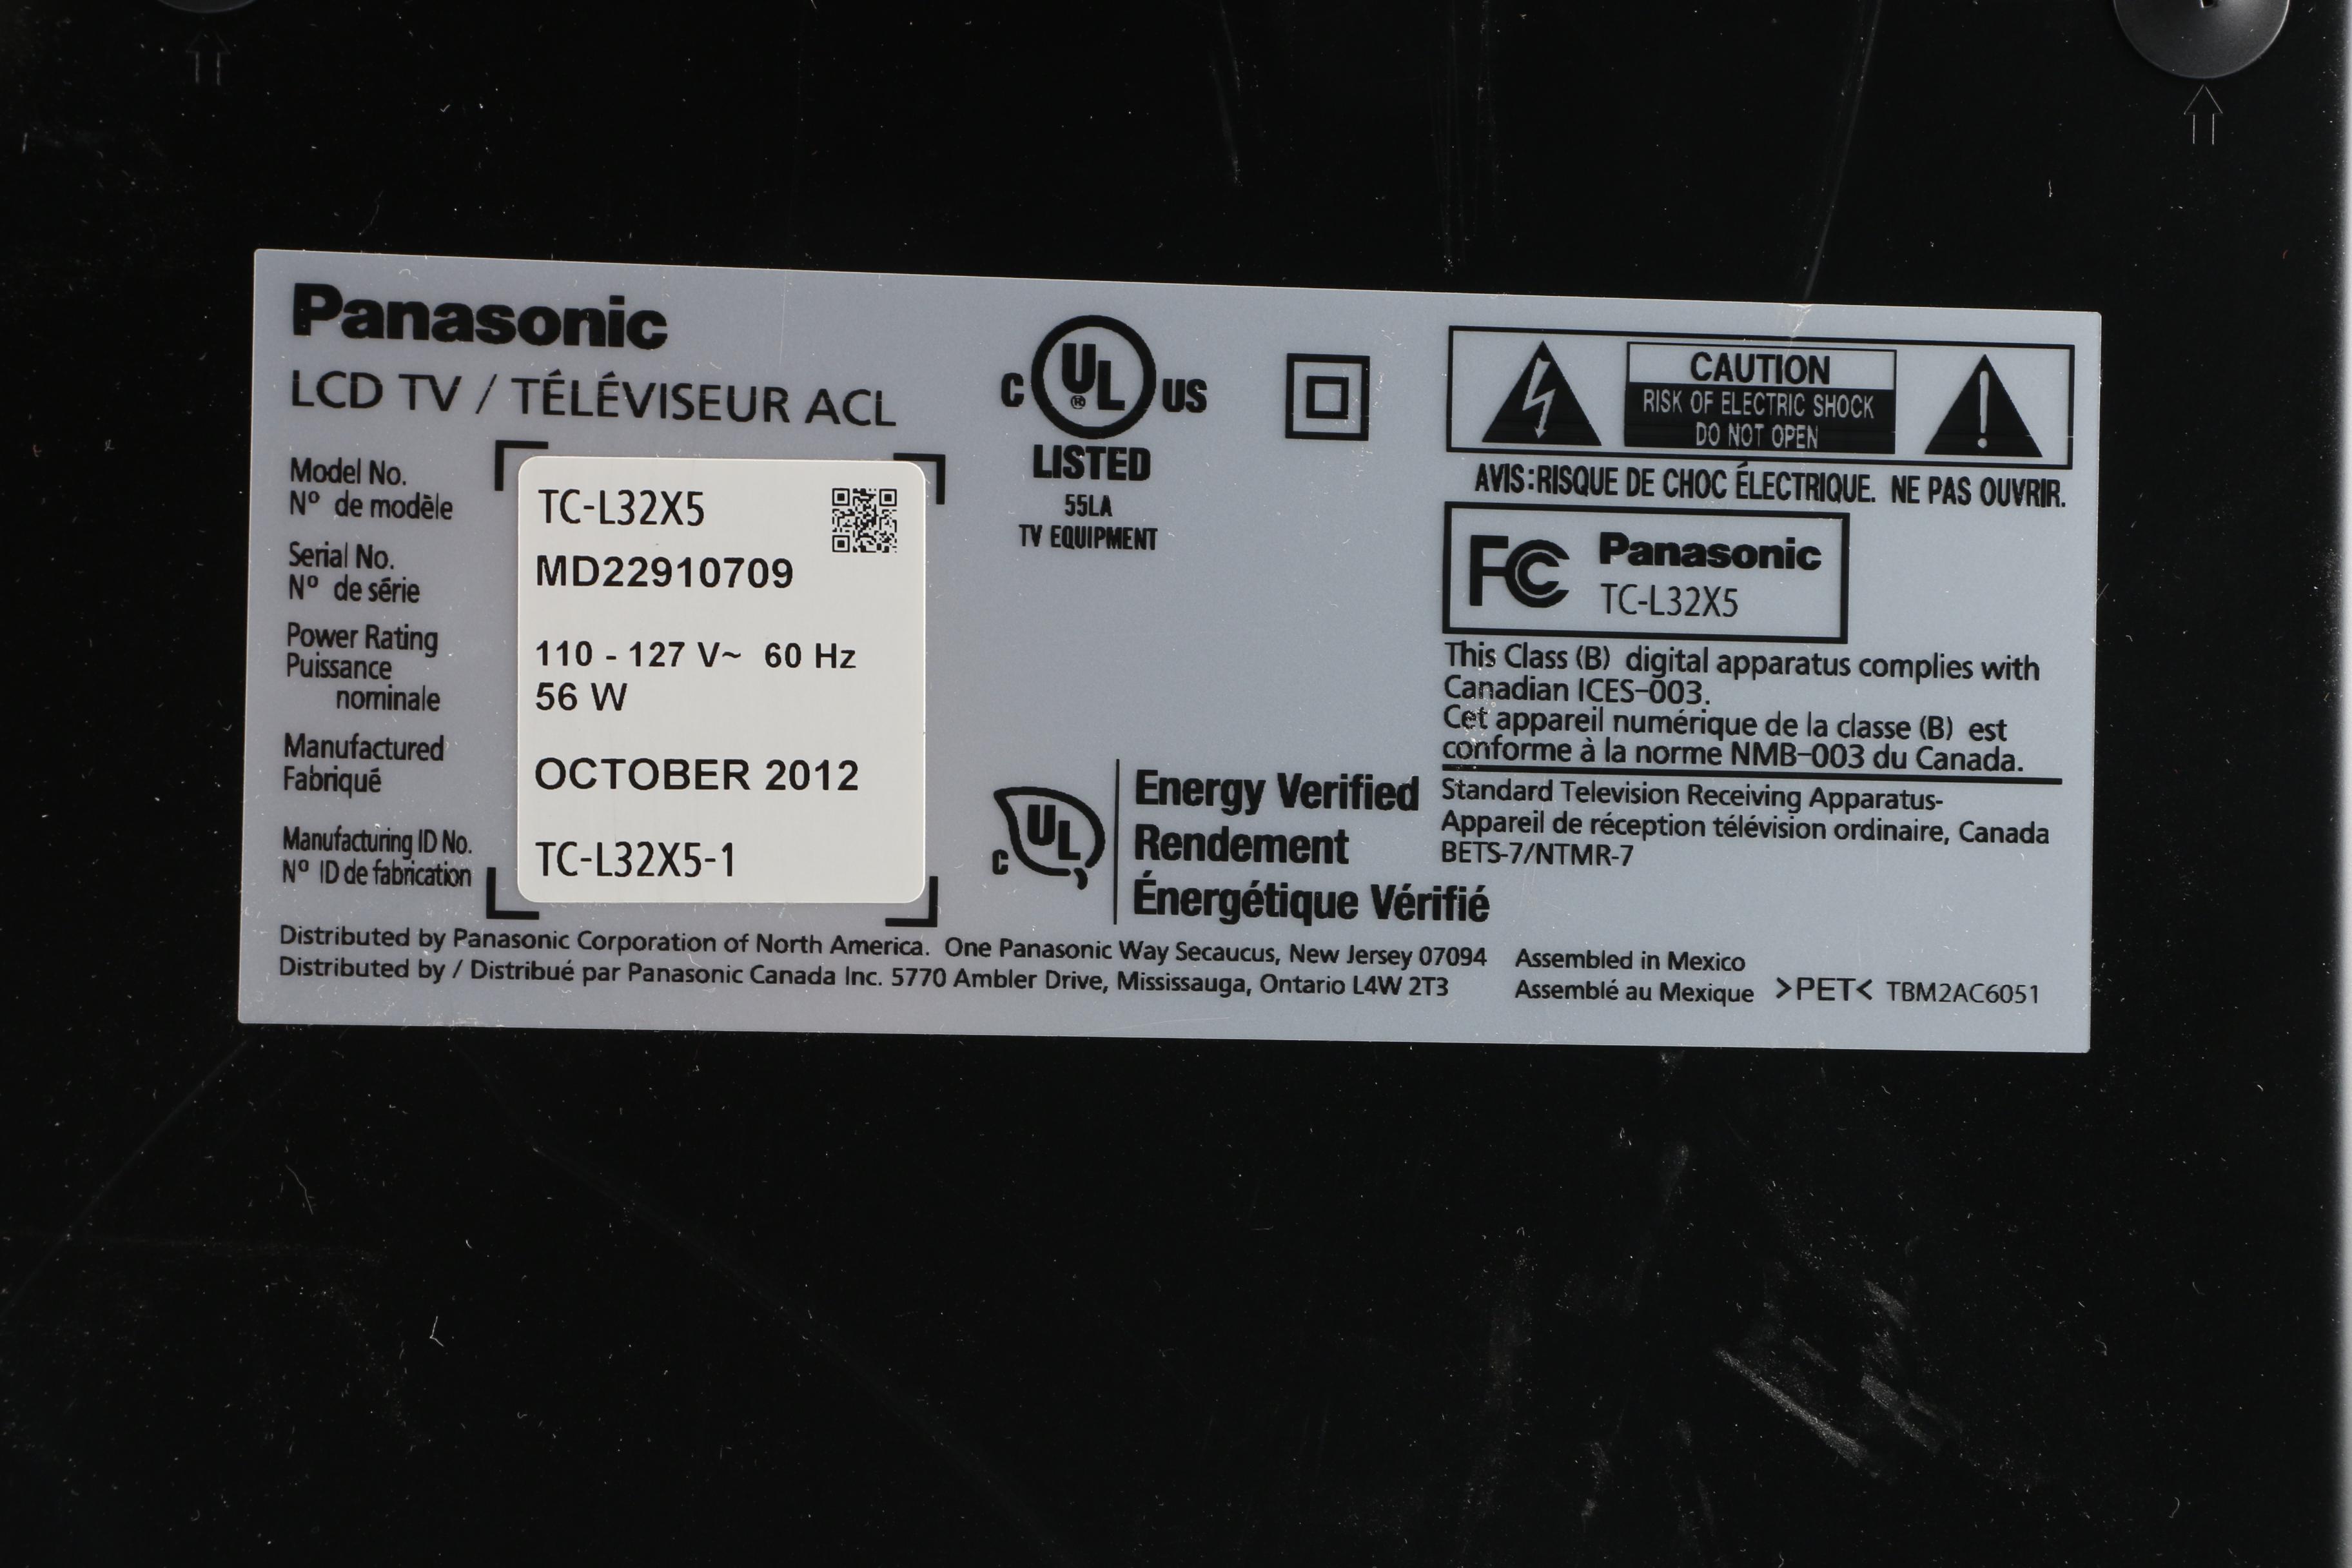 Panasonic
LCD TV / TÉLÉVISEUR ACL
Model No.
Nº de modèle
TC-L32X5
Serial No.
Nº de série
MD22910709
Power Rating
Puissance
nominale
110 - 127 V~ 60 Hz
56 W
Manufactured
Fabriqué
OCTOBER 2012
Manufacturing ID No.
Nº ID de fabrication
TC-L32X5-1
C UL ® US
LISTED
55LA
TV EQUIPMENT
C UL
Energy Verified
Rendement
Énergétique Vérifié
CAUTION
RISK OF ELECTRIC SHOCK
DO NOT OPEN
AVIS:RISQUE DE CHOC ÉLECTRIQUE. NE PAS OUVRIR.
FC Panasonic
TC-L32X5
This Class (B) digital apparatus complies with
Canadian ICES-003.
Cet appareil numérique de la classe (B) est
conforme à la norme NMB-003 du Canada.
Standard Television Receiving Apparatus-
Appareil de réception télévision ordinaire, Canada
BETS-7/NTMR-7
Distributed by Panasonic Corporation of North America. One Panasonic Way Secaucus, New Jersey 07094
Distributed by / Distribué par Panasonic Canada Inc. 5770 Ambler Drive, Mississauga, Ontario L4W 2T3
Assembled in Mexico
Assemblé au Mexique >PET< TBM2AC6051